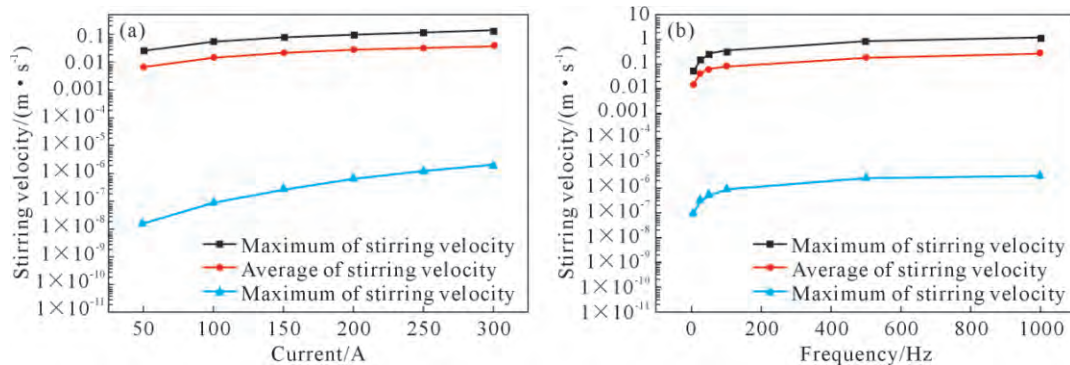 (a)
Stirring velocity/(m · s⁻¹)
0.1
0.01
0.001
1×10⁻⁴
1×10⁻⁵
1×10⁻⁶
1×10⁻⁷
1×10⁻⁸
1×10⁻⁹
1×10⁻¹⁰
1×10⁻¹¹
Maximum of stirring velocity
Average of stirring velocity
Maximum of stirring velocity
50 100 150 200 250 300
Current/A
(b)
Stirring velocity/(m · s⁻¹)
10
1
0.1
0.01
0.001
1×10⁻⁴
1×10⁻⁵
1×10⁻⁶
1×10⁻⁷
1×10⁻⁸
1×10⁻⁹
1×10⁻¹⁰
1×10⁻¹¹
Maximum of stirring velocity
Average of stirring velocity
Maximum of stirring velocity
0 200 400 600 800 1000
Frequency/Hz